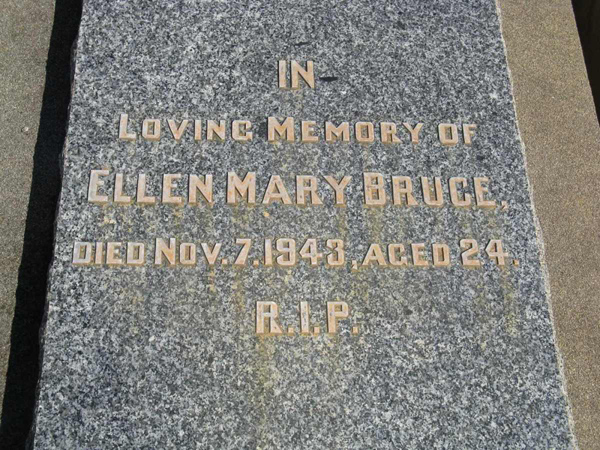 IN
LOVING MEMORY OF
ELLEN MARY BRUCE,
DIED NOV. 7. 1943, AGED 24.
R.I.P.